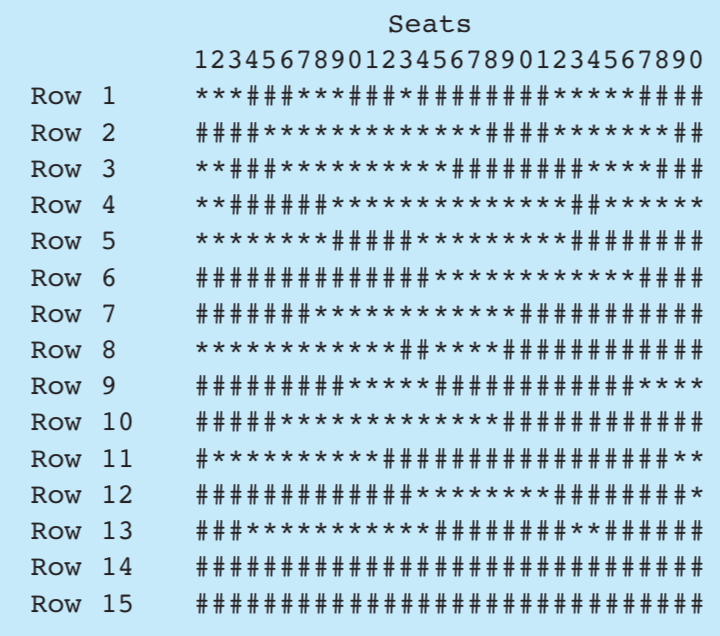 Seats
123456789012345678901234567890
Row 1 ***###***###*########*****####
Row 2 ####*************####*******##
Row 3 **###**********########****###
Row 4 **######**************##******
Row 5 ********#####*********########
Row 6 ##############************####
Row 7 #######************###########
Row 8 ************##****############
Row 9 #########*****############****
Row 10 #####*************############
Row 11 #**********#################**
Row 12 #############********########*
Row 13 ###***********########**######
Row 14 ##############################
Row 15 ##############################